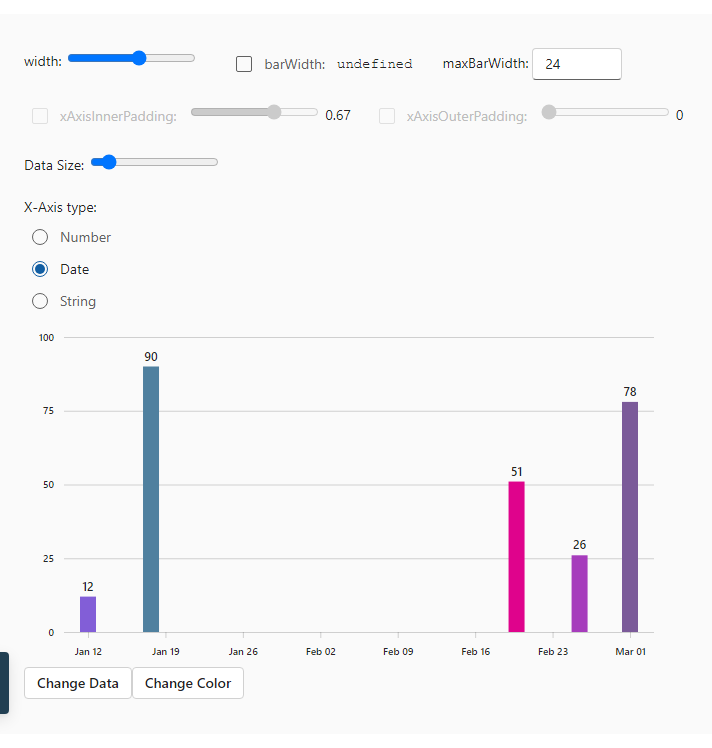 width: barWidth: undefined maxBarWidth: 24
xAxisInnerPadding: 0.67 xAxisOuterPadding: 0
Data Size:
X-Axis type:
Number
Date
String
100
90
78
75
51
50
26
25
12
0
Jan 12 Jan 19 Jan 26 Feb 02 Feb 09 Feb 16 Feb 23 Mar 01
Change Data Change Color